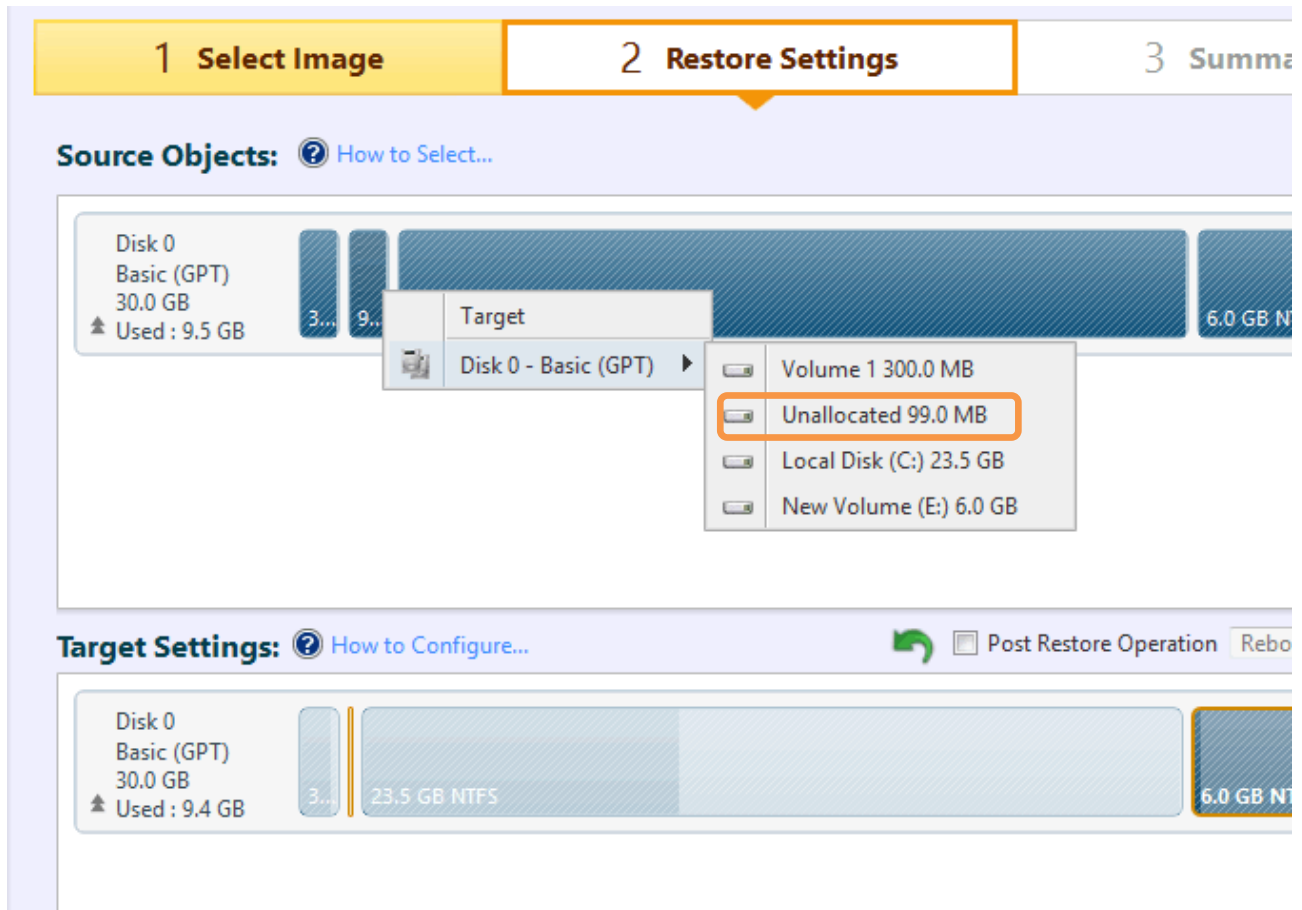 1 Select Image
2 Restore Settings
3 Summa
Source Objects: ? How to Select...
Disk 0
Basic (GPT)
30.0 GB
Used : 9.5 GB
3...
9...
6.0 GB N
Target
Disk 0 - Basic (GPT)
Volume 1 300.0 MB
Unallocated 99.0 MB
Local Disk (C:) 23.5 GB
New Volume (E:) 6.0 GB
Target Settings: ? How to Configure...
Post Restore Operation Rebo
Disk 0
Basic (GPT)
30.0 GB
Used : 9.4 GB
3...
23.5 GB NTFS
6.0 GB NT